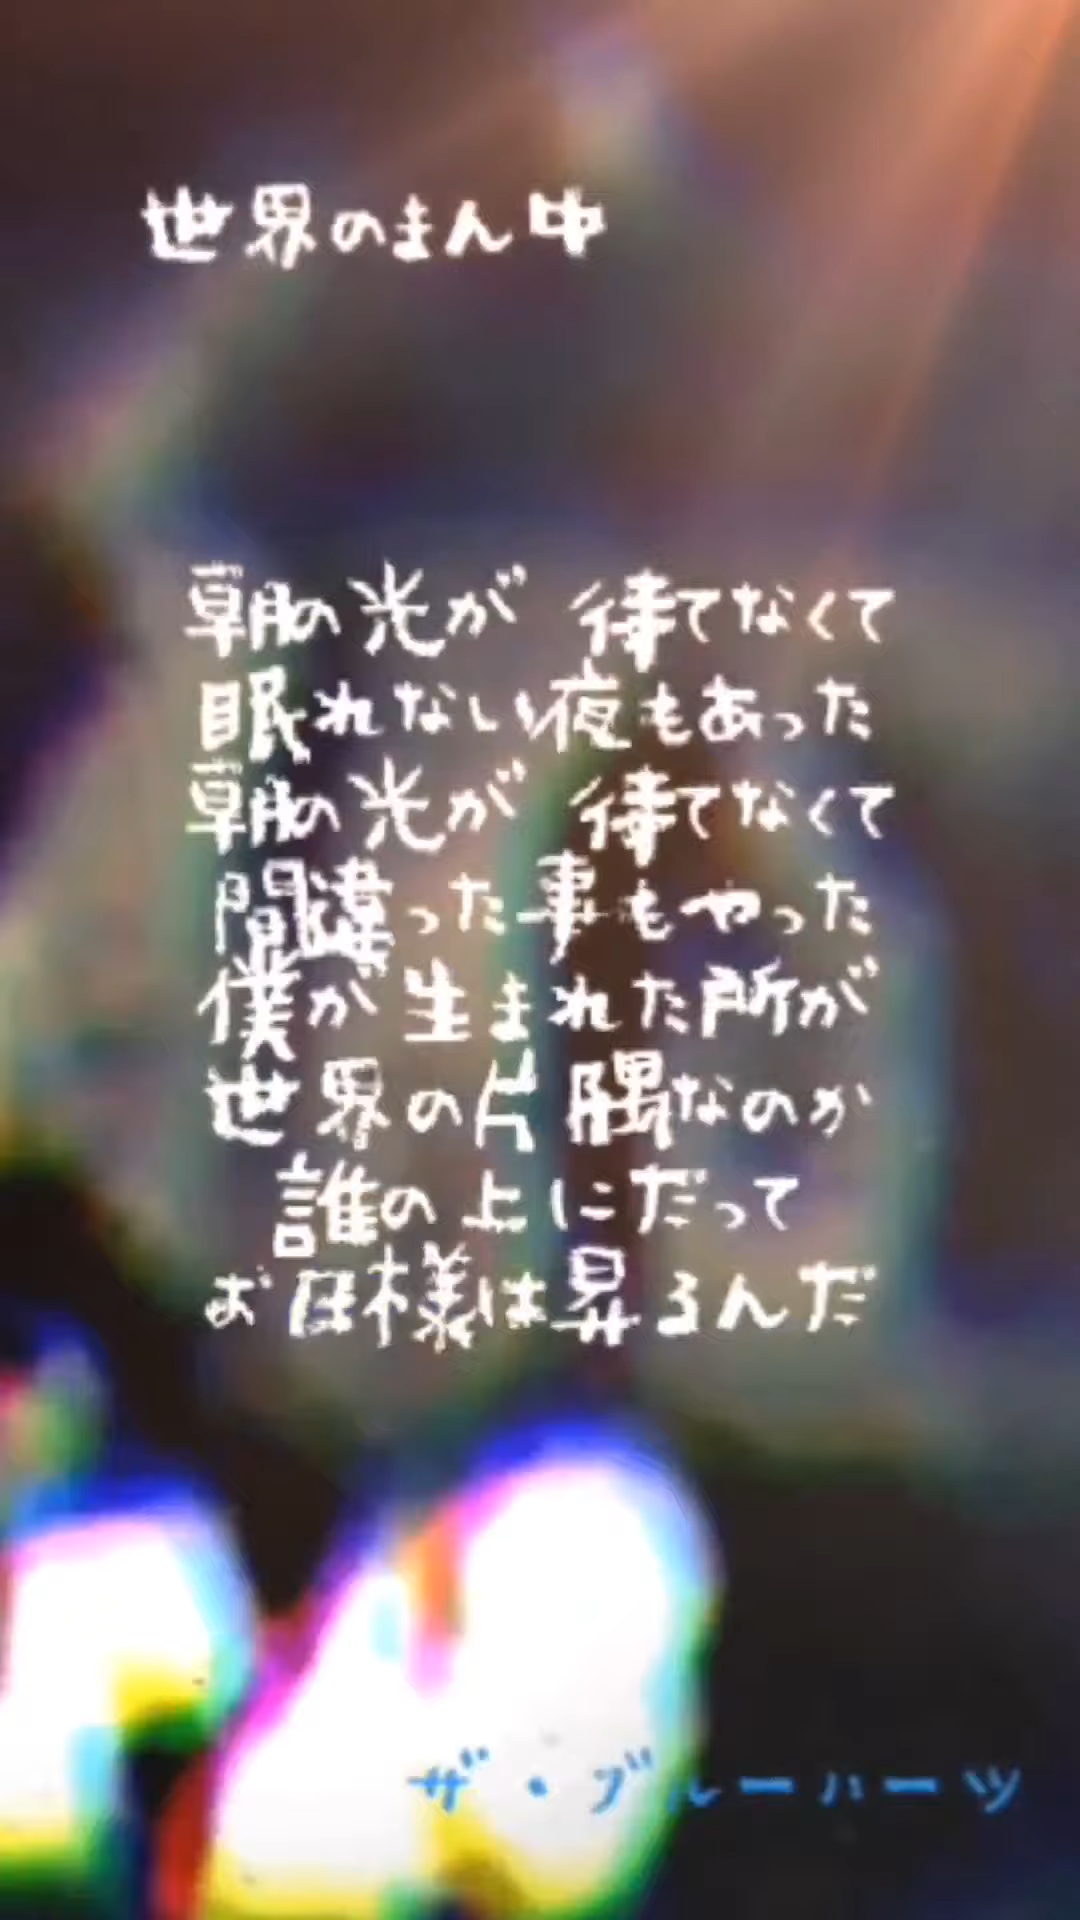 世界のまん中
朝の光が 待てなくて
眠れない夜もあった
朝の光が 待てなくて
間違った事もやった
僕が生まれた所が
世界の片隅なのか
誰の上にだって
お日様は昇るんだ
ザ・ブルーハーツ